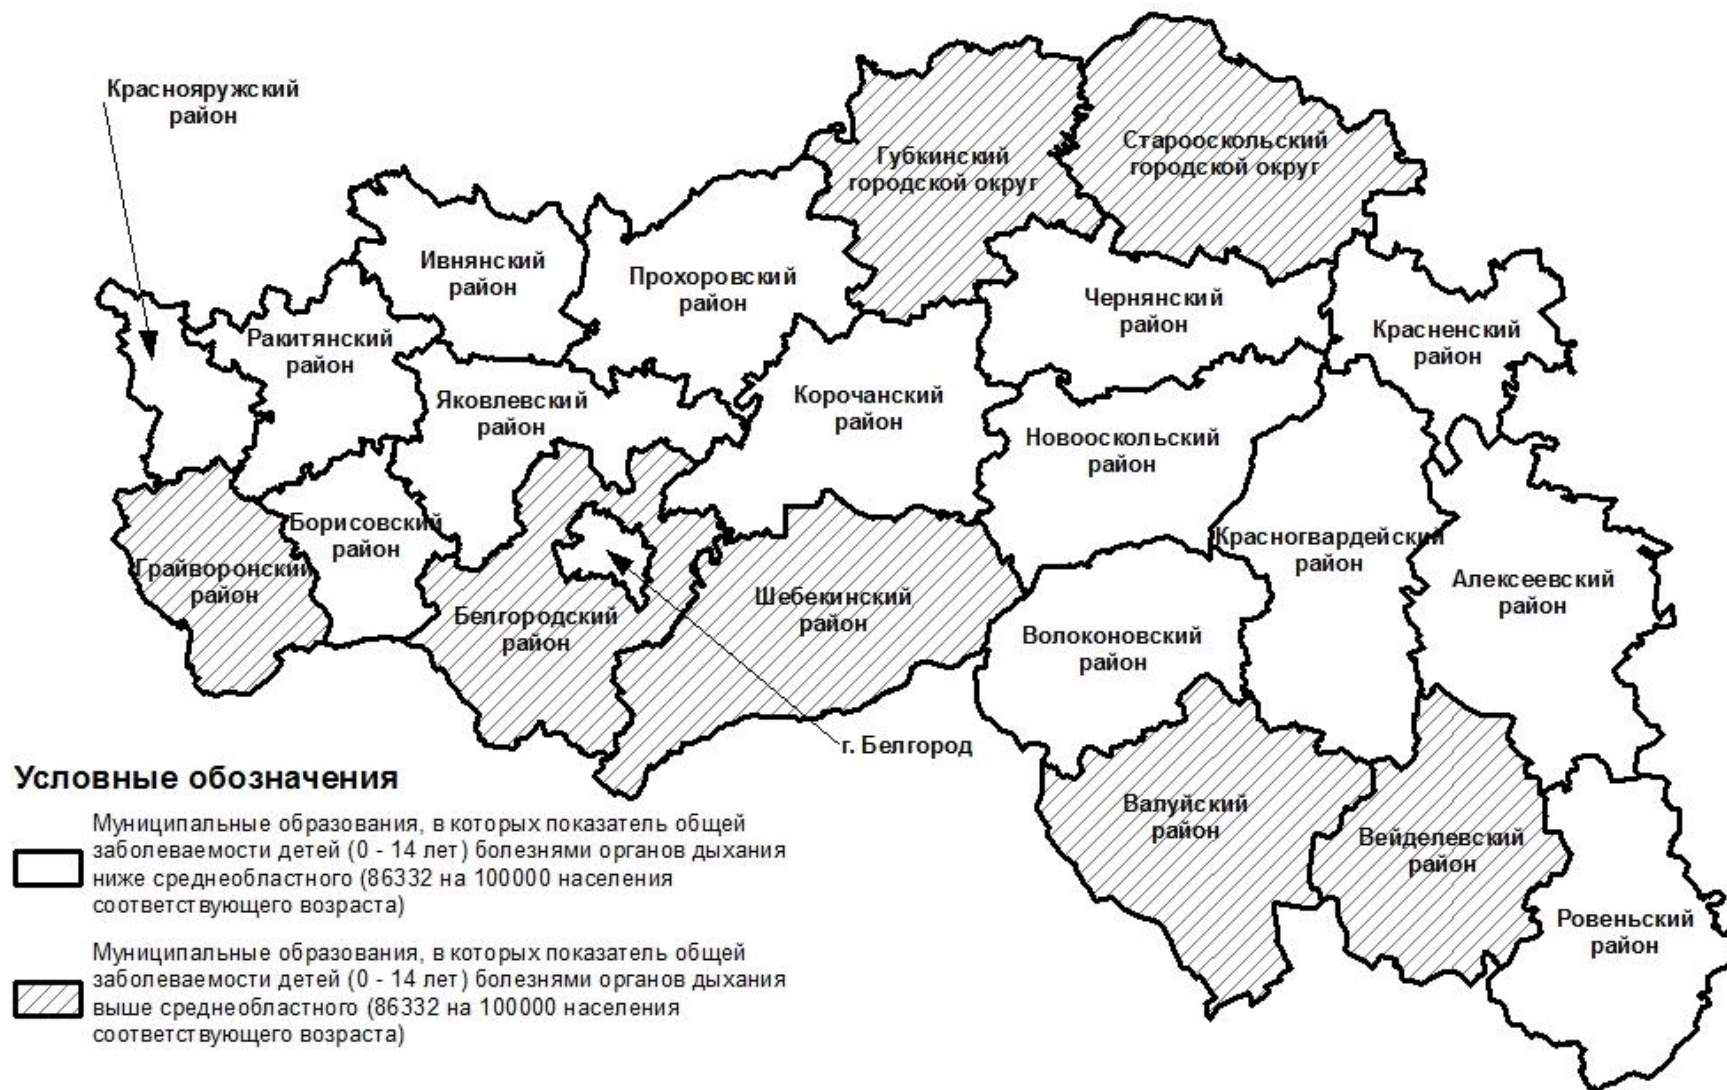 Краснояружский
район
Старооскольский
городской округ
Губкинский
городской округ
Ивнянский
район
Прохоровский
район
Чернянский
район
Красненский
район
Ракитянский
район
Яковлевский
район
Корочанский
район
Новооскольский
район
Борисовский
район
Красногвардейский
район
Грайворонский
район
Алексеевский
район
Шебекинский
район
Белгородский
район
Волоконовский
район
г. Белгород
Валуйский
район
Вейделевский
район
Ровеньский
район
Условные обозначения
Муниципальные образования, в которых показатель общей
заболеваемости детей (0 - 14 лет) болезнями органов дыхания
ниже среднеобластного (86332 на 100000 населения
соответствующего возраста)
Муниципальные образования, в которых показатель общей
заболеваемости детей (0 - 14 лет) болезнями органов дыхания
выше среднеобластного (86332 на 100000 населения
соответствующего возраста)